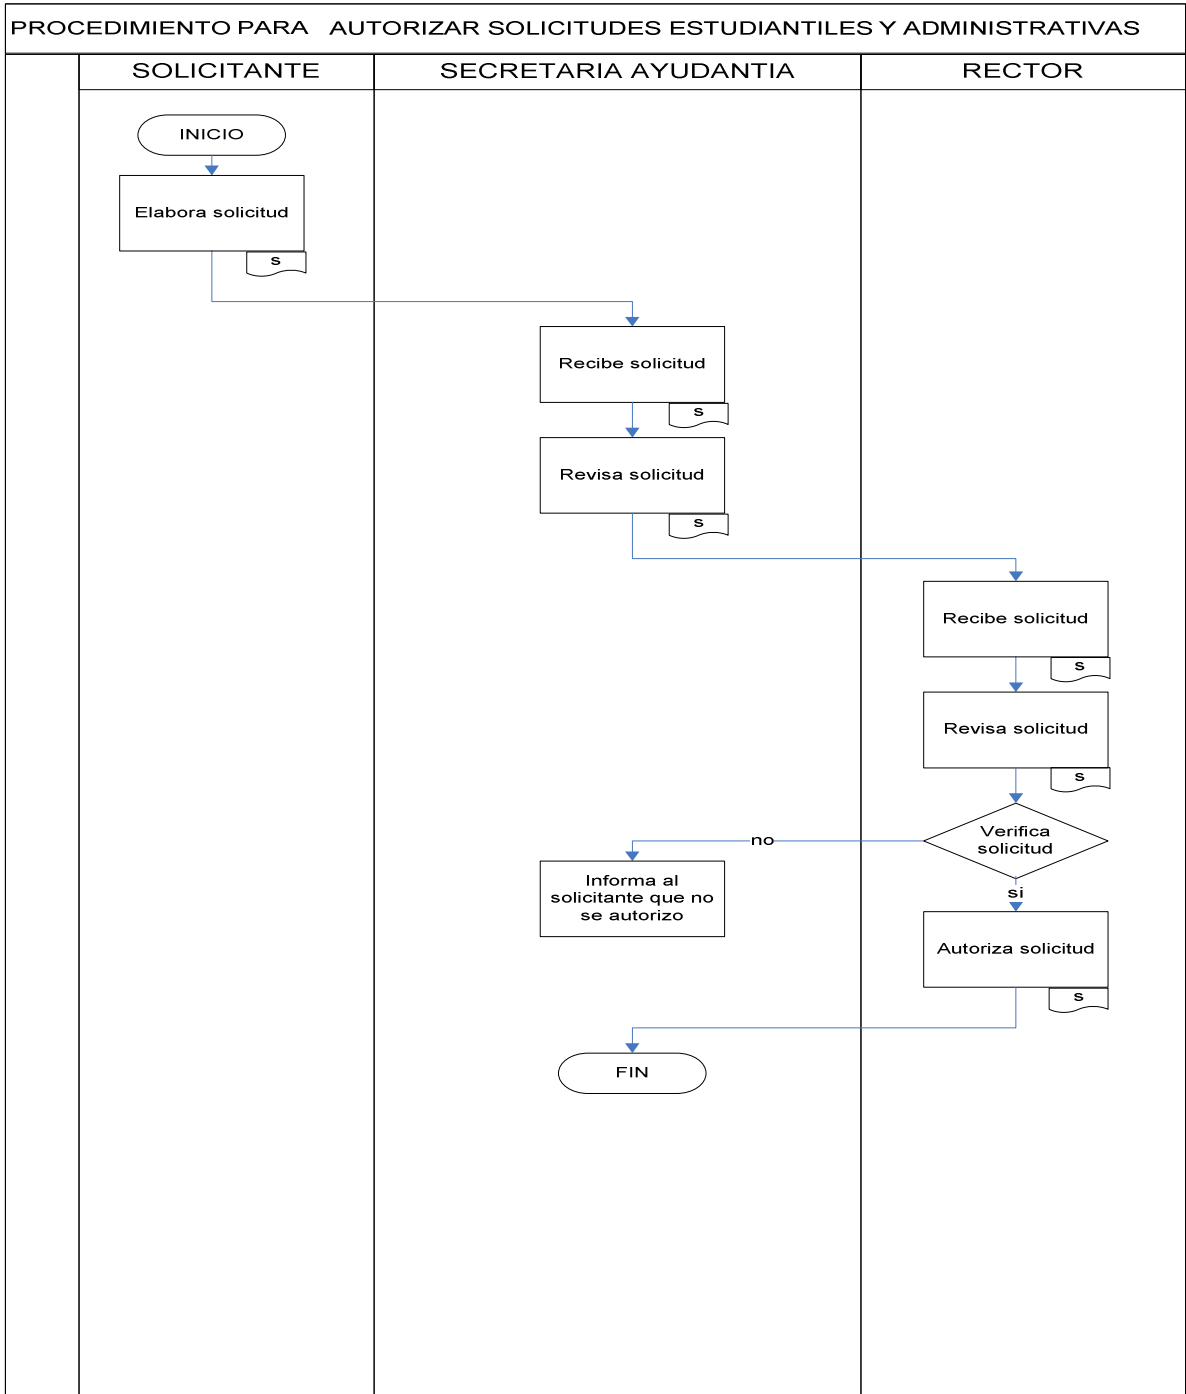 PROCEDIMIENTO PARA AUTORIZAR SOLICITUDES ESTUDIANTILES Y ADMINISTRATIVAS
SOLICITANTE
SECRETARIA AYUDANTIA
RECTOR
INICIO
Elabora solicitud
s
Recibe solicitud
s
Revisa solicitud
s
Recibe solicitud
s
Revisa solicitud
s
Verifica
solicitud
no
Informa al
solicitante que no
se autorizo
si
Autoriza solicitud
s
FIN